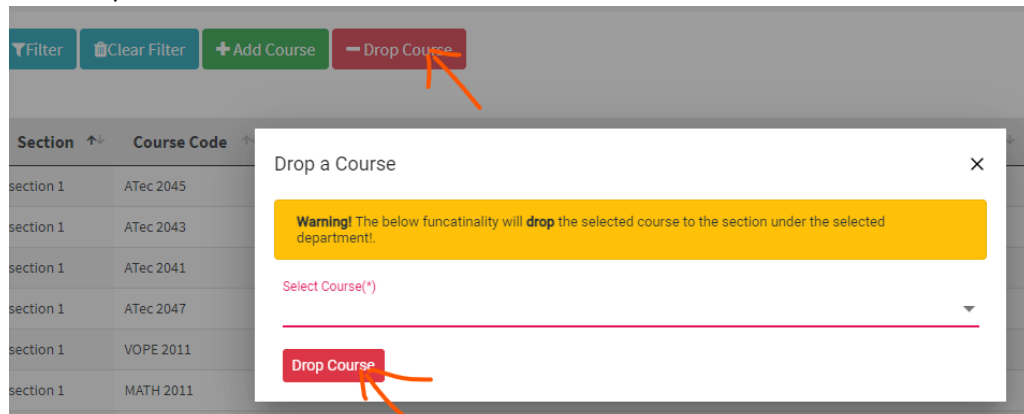 Filter Clear Filter Add Course Drop Course
Section Course Code
Drop a Course
section 1 ATec 2045
Warning! The below funcatinality will drop the selected course to the section under the selected
department!.
section 1 ATec 2043
section 1 ATec 2041
Select Course(*)
section 1 ATec 2047
section 1 VOPE 2011
Drop Course
section 1 MATH 2011